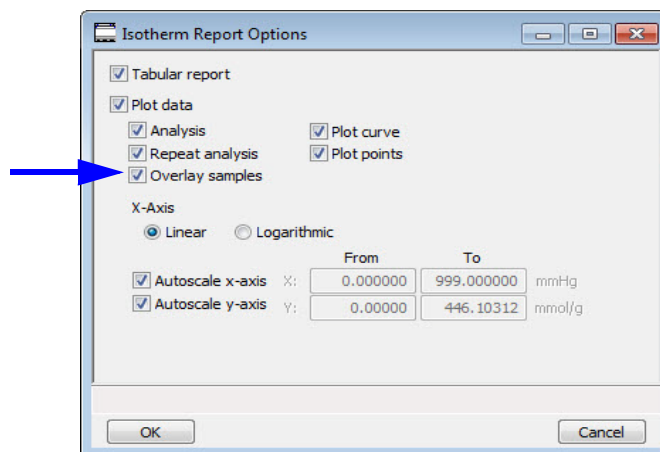 Isotherm Report Options
Tabular report
Plot data
Analysis Plot curve
Repeat analysis Plot points
Overlay samples
X-Axis
Linear Logarithmic
From To
Autoscale x-axis X: 0.000000 999.000000 mmHg
Autoscale y-axis Y: 0.00000 446.10312 mmol/g
OK Cancel